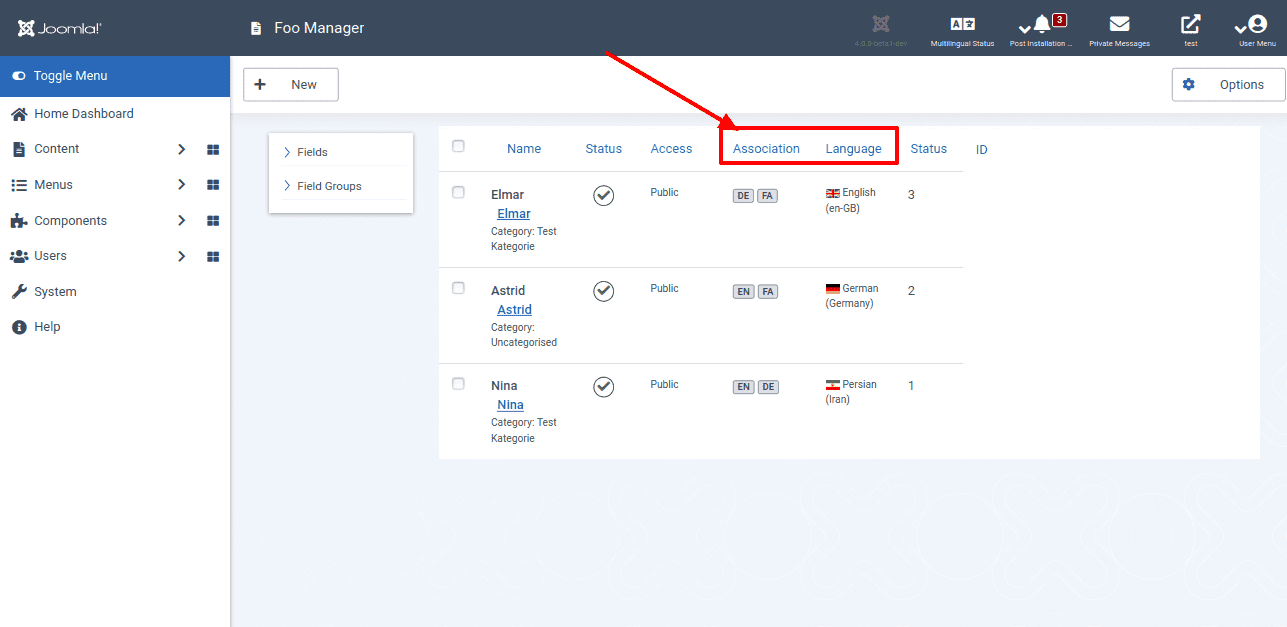 Joomla!
Foo Manager
4.0.0-beta1-dev
Multilingual Status
3
Post Installation ...
Private Messages
test
User Menu
Toggle Menu
Home Dashboard
Content
Menus
Components
Users
System
Help
New
Options
Fields
Field Groups
Name Status Access Association Language Status ID
Elmar Public DE FA English 3
Elmar (en-GB)
Category: Test
Kategorie
Astrid Public EN FA German 2
Astrid (Germany)
Category:
Uncategorised
Nina Public EN DE Persian 1
Nina (Iran)
Category: Test
Kategorie